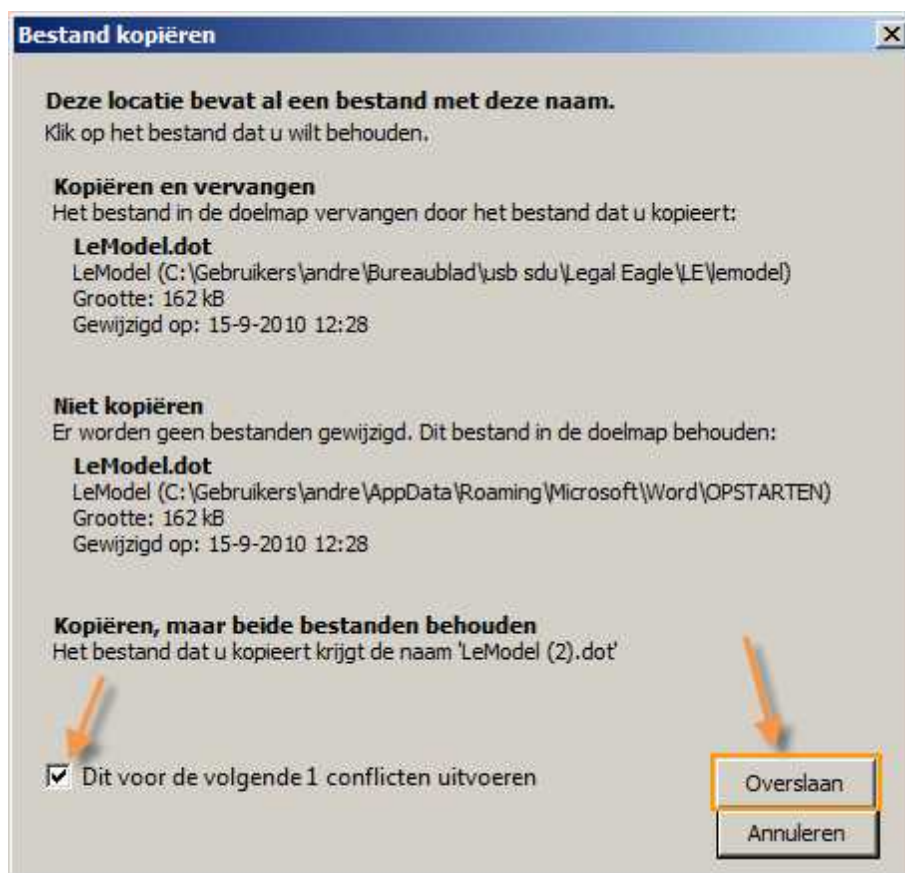 Bestand kopiëren
Deze locatie bevat al een bestand met deze naam.
Klik op het bestand dat u wilt behouden.
Kopiëren en vervangen
Het bestand in de doelmap vervangen door het bestand dat u kopieert:
LeModel.dot
LeModel (C:\Gebruikers\andre\Bureaublad\usb sdu\Legal Eagle\LE\lemodel)
Grootte: 162 kB
Gewijzigd op: 15-9-2010 12:28
Niet kopiëren
Er worden geen bestanden gewijzigd. Dit bestand in de doelmap behouden:
LeModel.dot
LeModel (C:\Gebruikers\andre\AppData\Roaming\Microsoft\Word\OPSTARTEN)
Grootte: 162 kB
Gewijzigd op: 15-9-2010 12:28
Kopiëren, maar beide bestanden behouden
Het bestand dat u kopieert krijgt de naam 'LeModel (2).dot'
Dit voor de volgende 1 conflicten uitvoeren
Overslaan
Annuleren